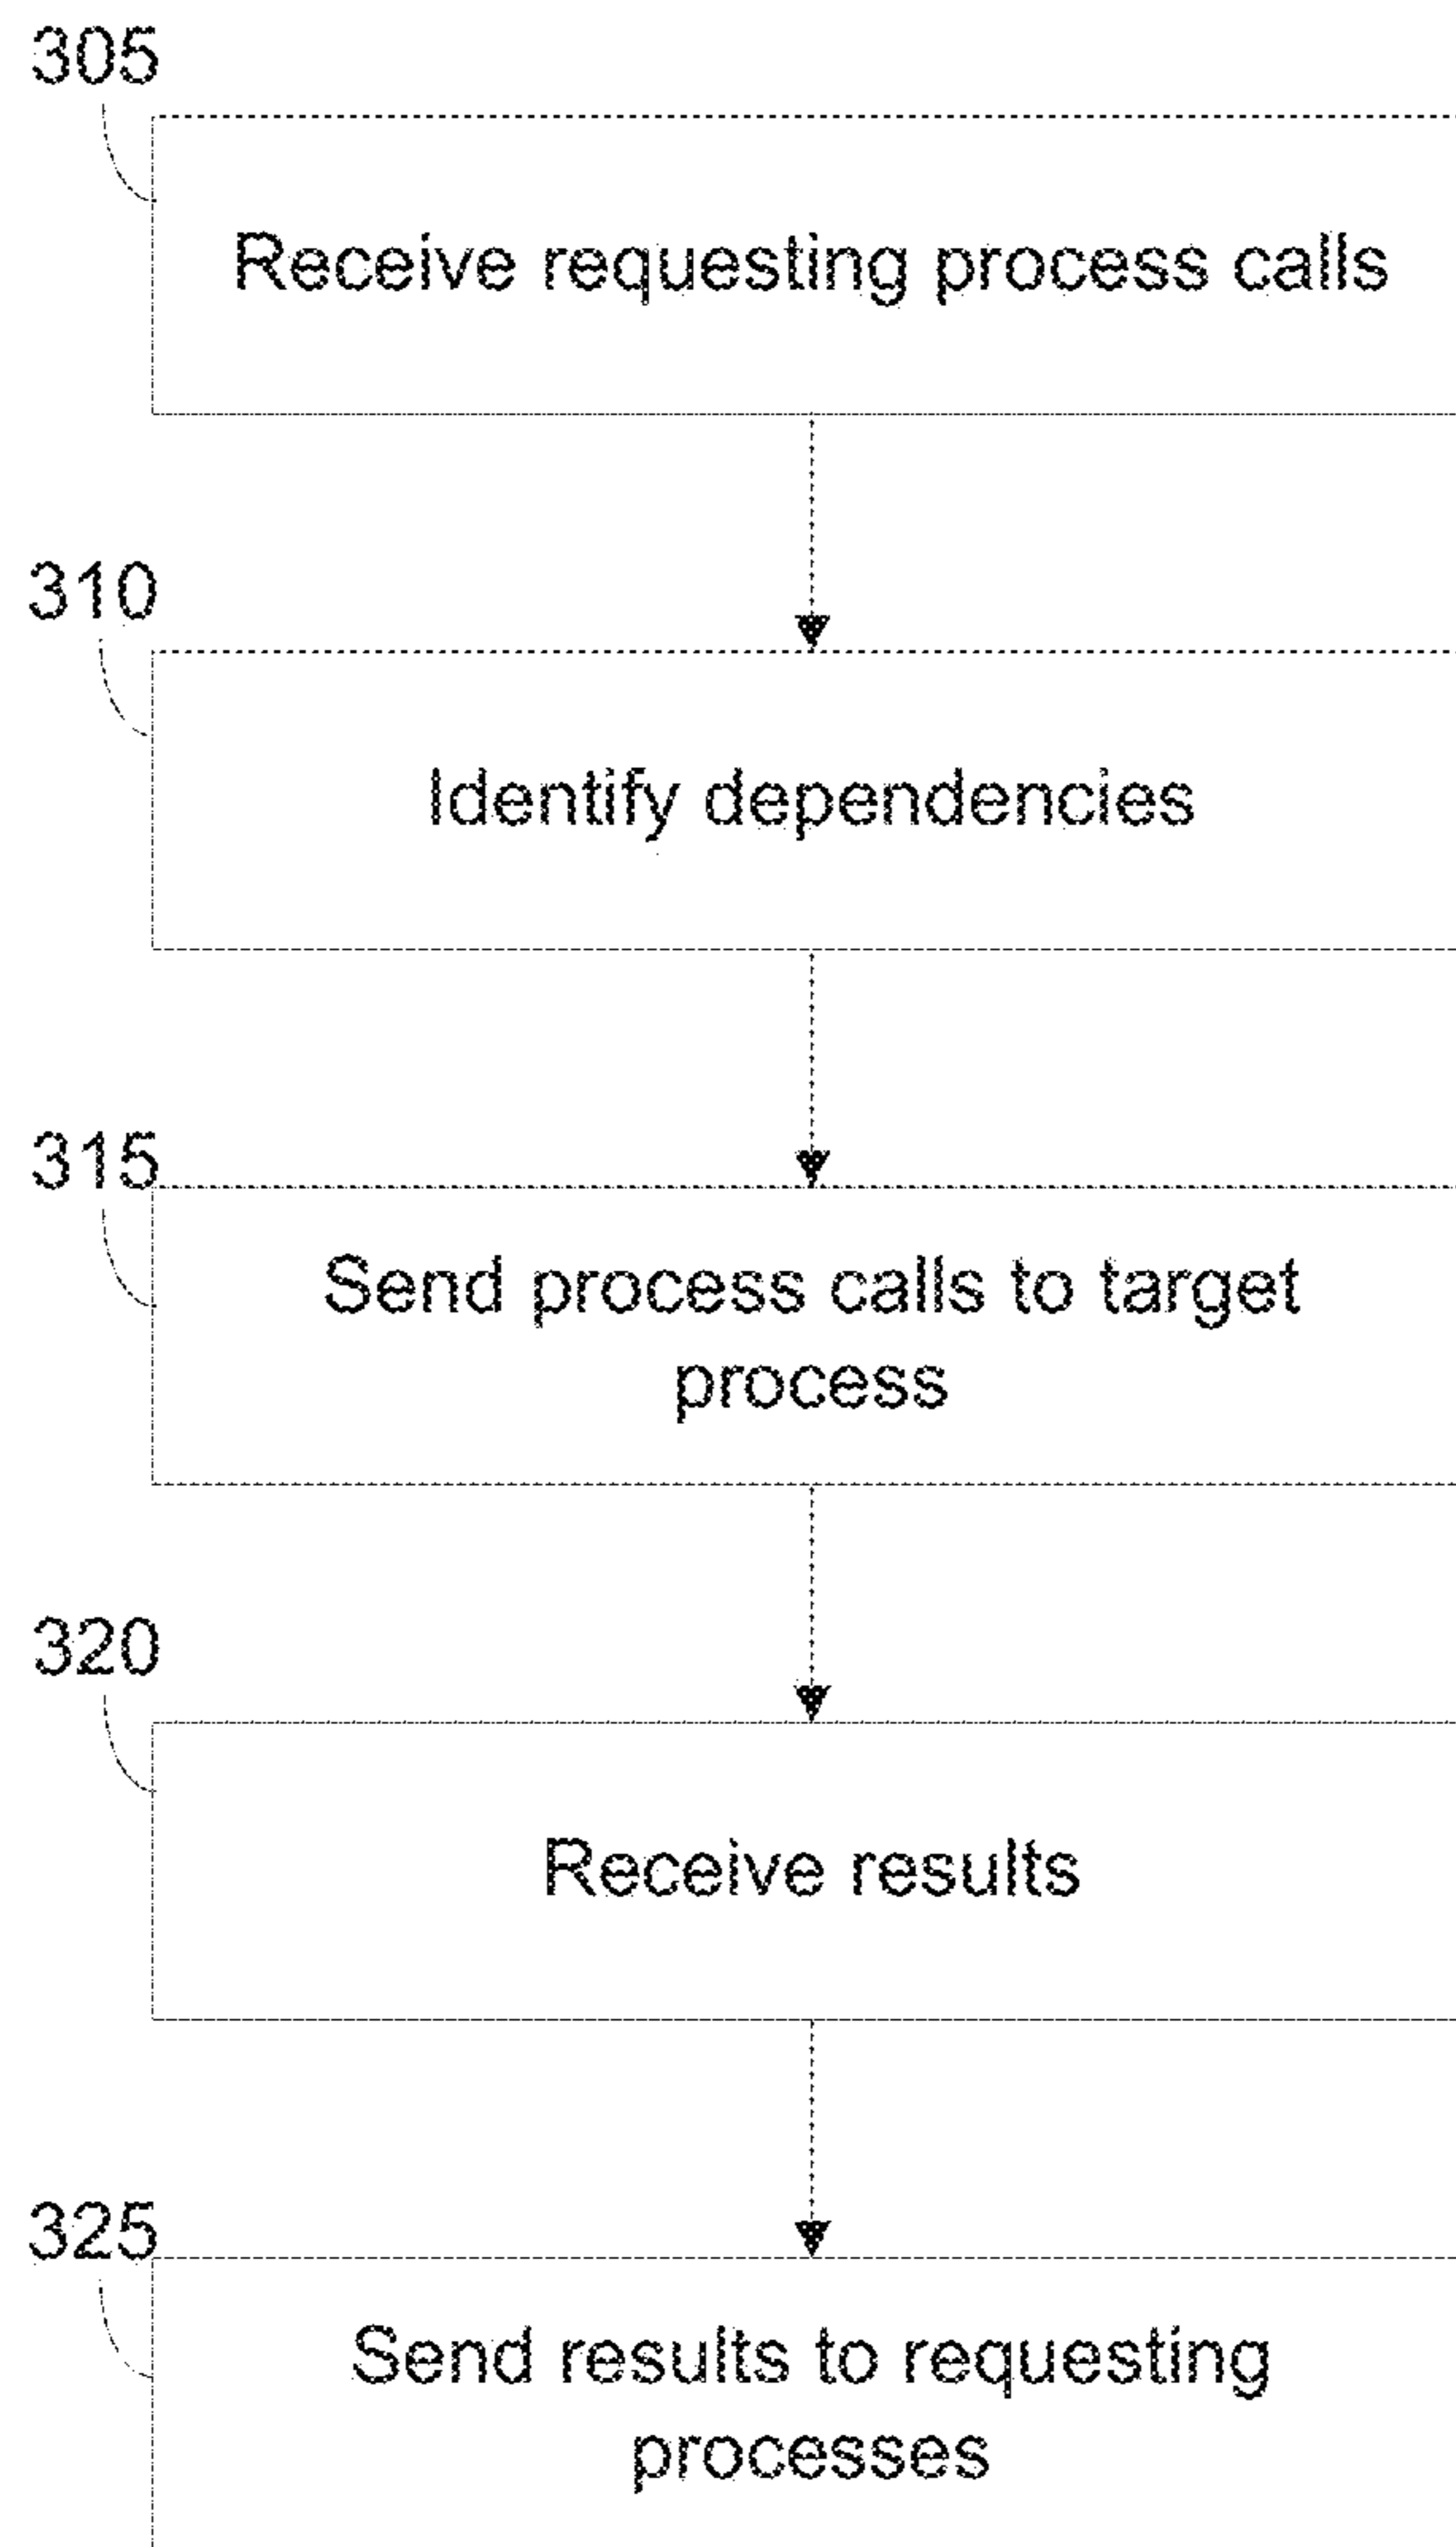 305
Receive requesting process calls
310
Identify dependencies
315
Send process calls to target
process
320
Receive results
325
Send results to requesting
processes